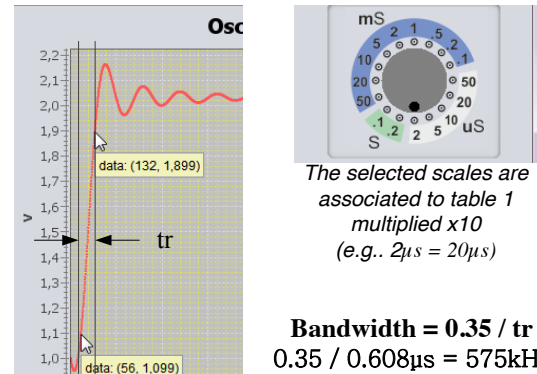 Osc
2,2
2,1
2,0
1,9
1,8
1,7
1,6
1,5
1,4
1,3
1,2
1,1
1,0
v
data: (132, 1,899)
tr
data: (56, 1,099)
mS
50 20 10 5 2 1 .5 .2 .1
50 20 10 5 2
uS
.2 .1
S
The selected scales are
associated to table 1
multiplied x10
(e.g.. 2µs = 20µs)
Bandwidth = 0.35 / tr
0.35 / 0.608µs = 575kH